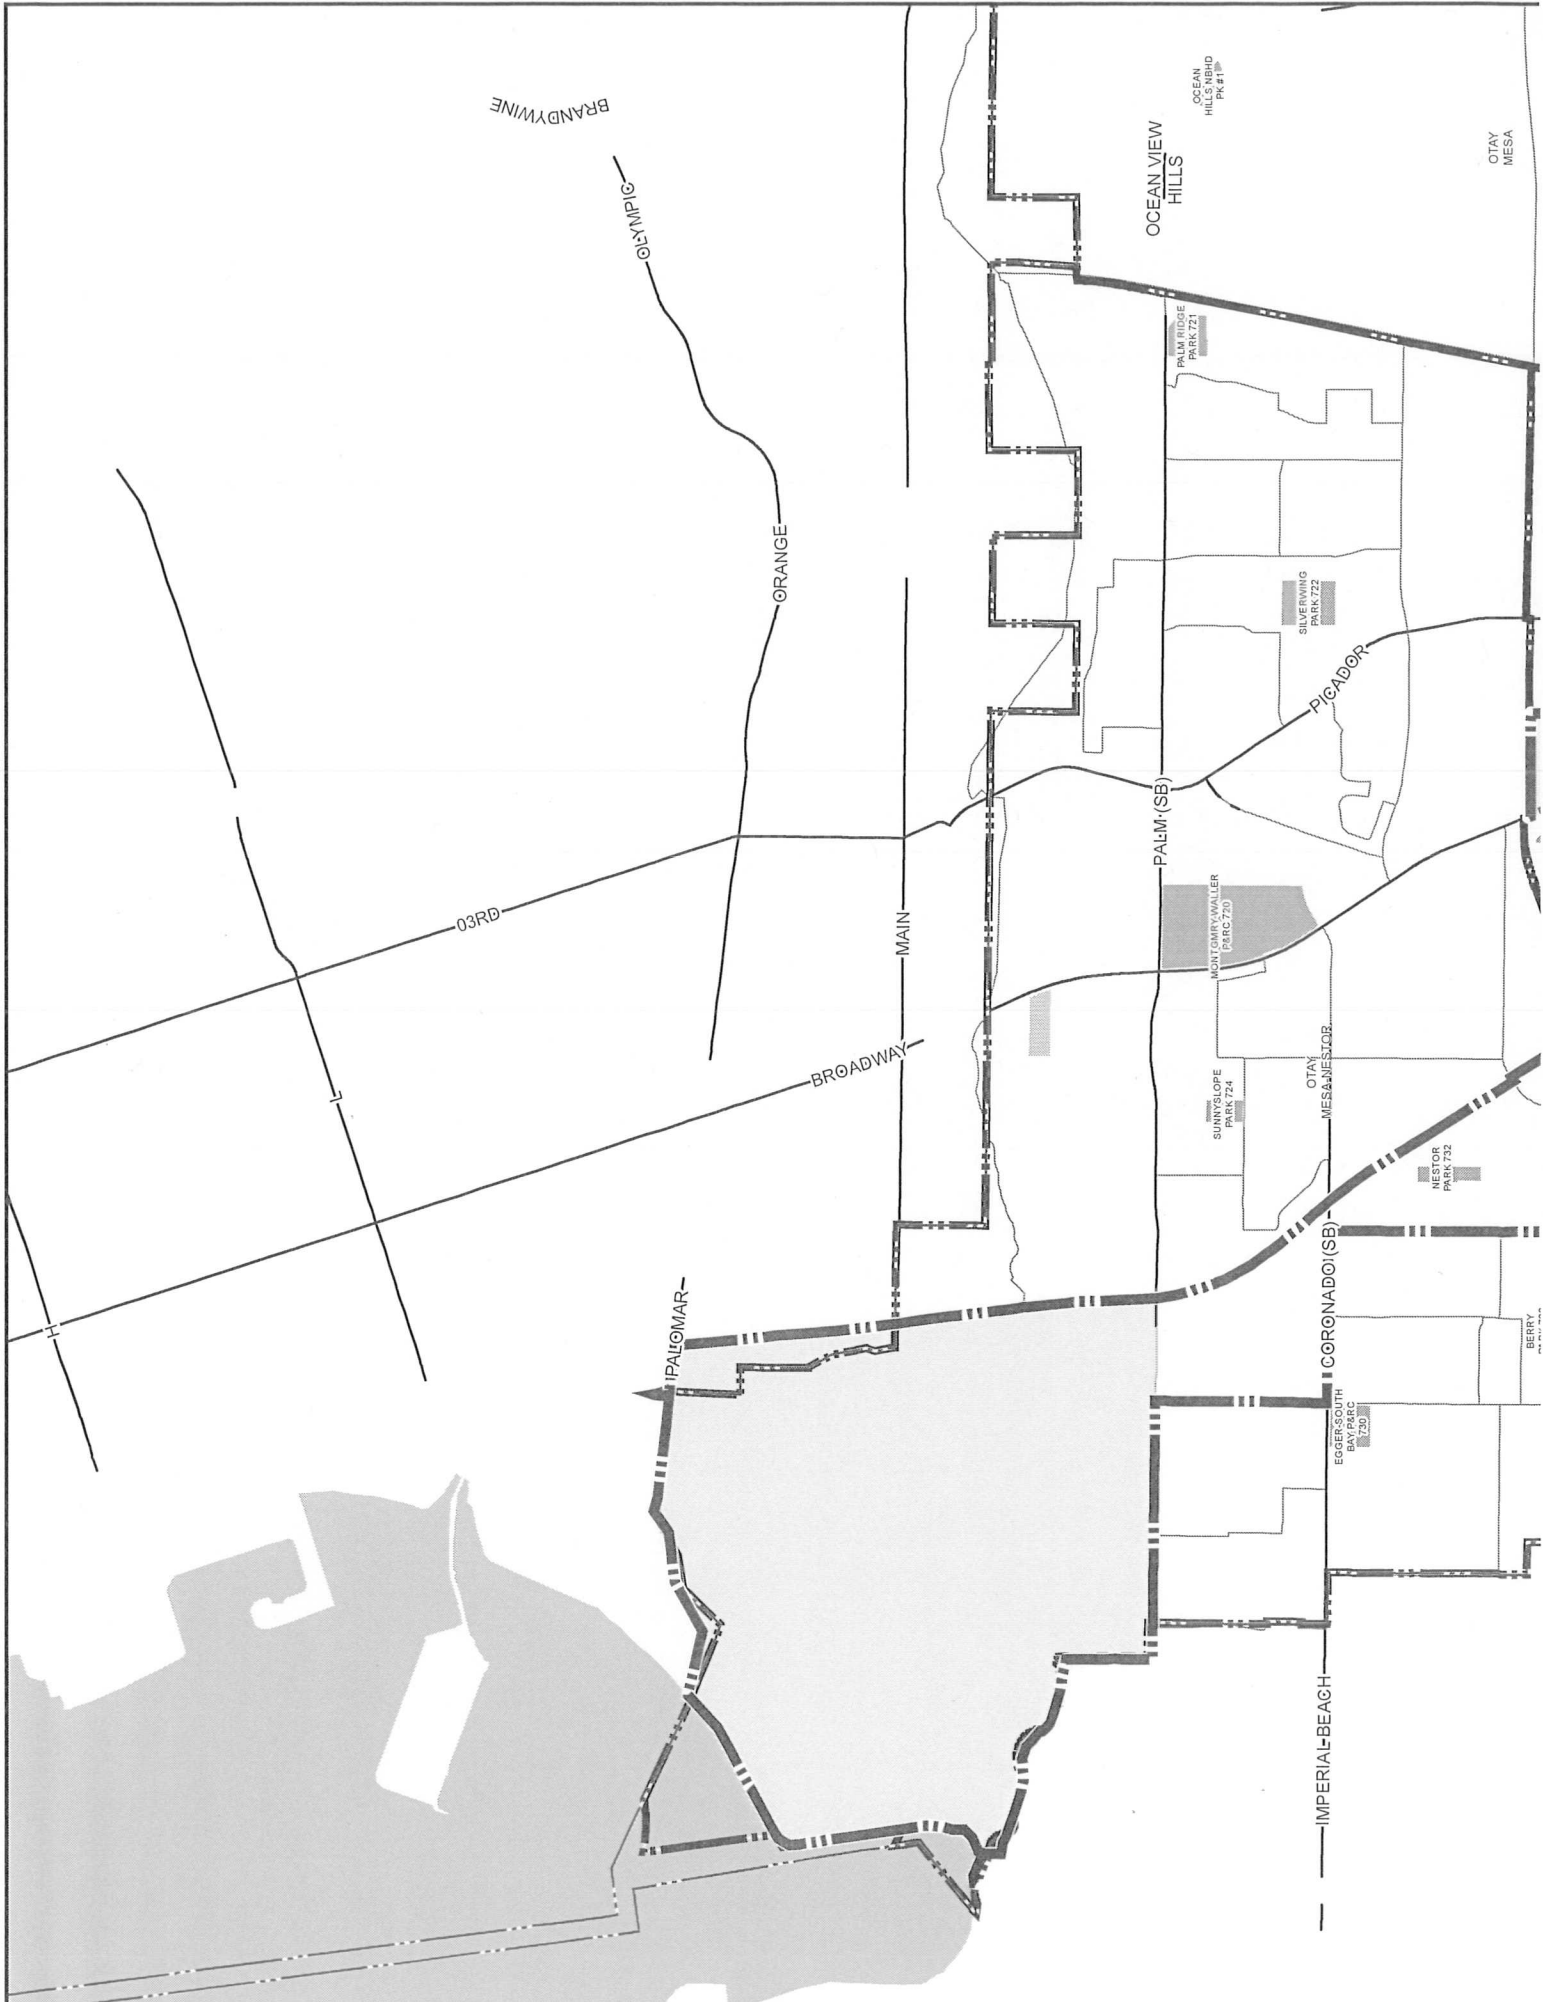 BRANDYWINE
OLYMPIC
ORANGE
03RD
L
H
BROADWAY
MAIN
PALOMAR
OCEAN
HILLS NBHD
PK #1
OCEAN VIEW
HILLS
OTAY
MESA
PALM RIDGE
PARK 721
SILVERWING
PARK 722
PICADOR
PALM (SB)
MONTGMRY-WALLER
P&RC 720
SUNNYSLOPE
PARK 724
OTAY
MESA-NESTOR
NESTOR
PARK 732
CORONADO (SB)
BERRY
EGGER-SOUTH
BAY P&RC
730
IMPERIAL BEACH